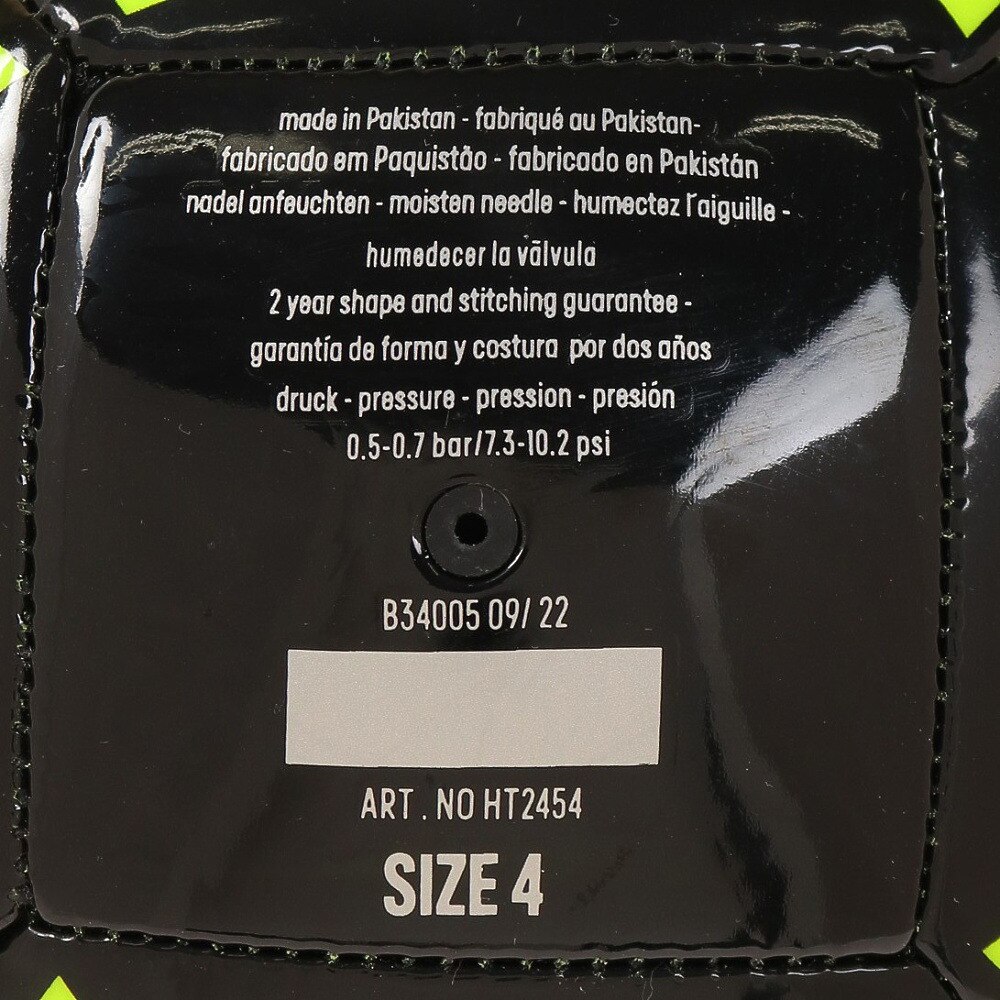 made in Pakistan - fabriqué au Pakistan-
fabricado em Paquistão - fabricado en Pakistán
nadel anfeuchten - moisten needle - humectez l'aiguille -
humedecer la vãlvula
2 year shape and stitching guarantee -
garantía de forma y costura por dos años
druck - pressure - pression - presión
0.5-0.7 bar/7.3-10.2 psi
B34005 09/ 22
ART . NO HT2454
SIZE 4